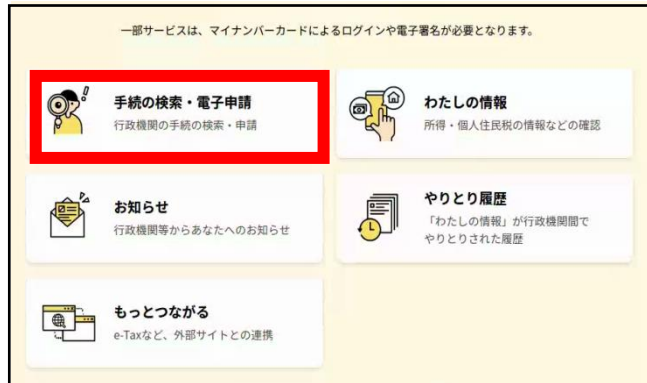 一部サービスは、マイナンバーカードによるログインや電子署名が必要となります。
手続の検索・電子申請
行政機関の手続の検索・申請
わたしの情報
所得・個人住民税の情報などの確認
お知らせ
行政機関等からあなたへのお知らせ
やりとり履歴
「わたしの情報」が行政機関間で
やりとりされた履歴
もっとつながる
e-Taxなど、外部サイトとの連携